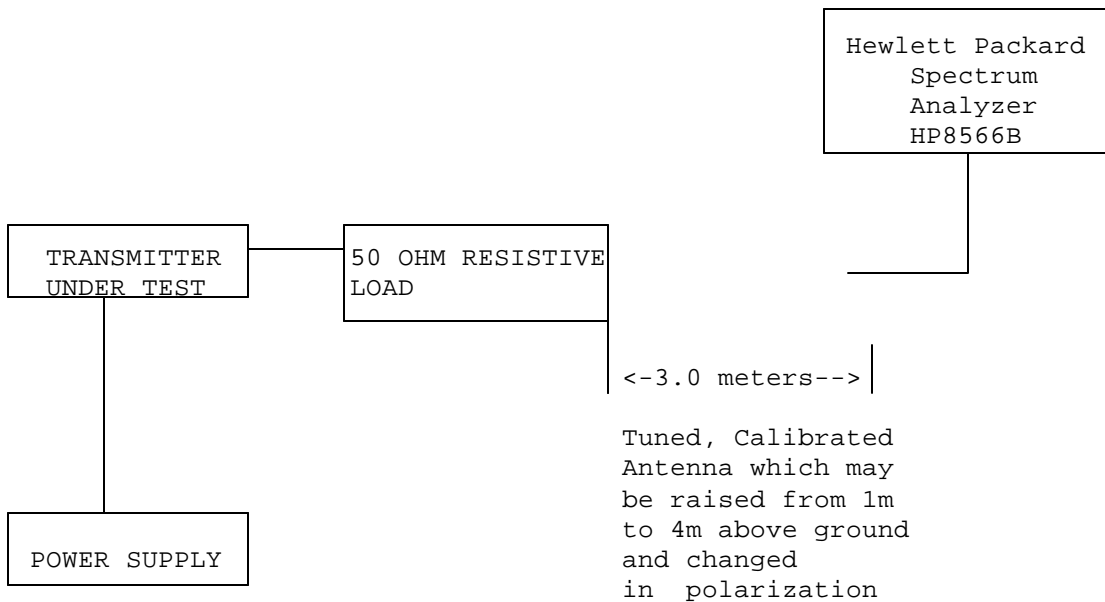 Hewlett Packard
Spectrum
Analyzer
HP8566B
TRANSMITTER
UNDER TEST
50 OHM RESISTIVE
LOAD
<-3.0 meters-->
Tuned, Calibrated
Antenna which may
be raised from 1m
to 4m above ground
and changed
in polarization
POWER SUPPLY